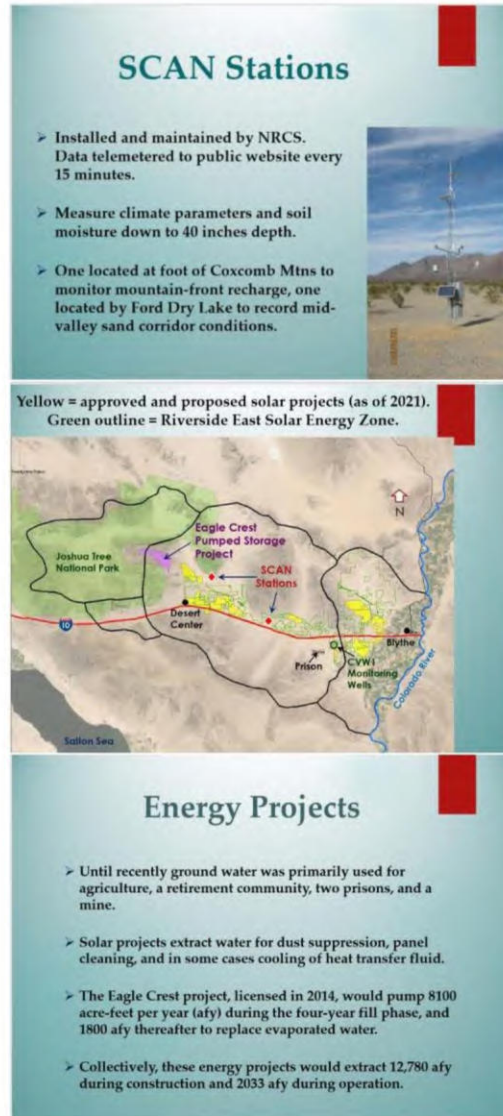 SCAN Stations
➢ Installed and maintained by NRCS.
Data telemetered to public website every
15 minutes.
➢ Measure climate parameters and soil
moisture down to 40 inches depth.
➢ One located at foot of Coxcomb Mtns to
monitor mountain-front recharge, one
located by Ford Dry Lake to record mid-
valley sand corridor conditions.
Yellow = approved and proposed solar projects (as of 2021).
Green outline = Riverside East Solar Energy Zone.
N
Eagle Crest
Pumped Storage
Project
Joshua Tree
National Park
SCAN
Stations
Desert
Center
10
Blythe
Prison
CVW1
Monitoring
Wells
Colorado River
Salton Sea
Energy Projects
➢ Until recently ground water was primarily used for
agriculture, a retirement community, two prisons, and a
mine.
➢ Solar projects extract water for dust suppression, panel
cleaning, and in some cases cooling of heat transfer fluid.
➢ The Eagle Crest project, licensed in 2014, would pump 8100
acre-feet per year (afy) during the four-year fill phase, and
1800 afy thereafter to replace evaporated water.
➢ Collectively, these energy projects would extract 12,780 afy
during construction and 2033 afy during operation.